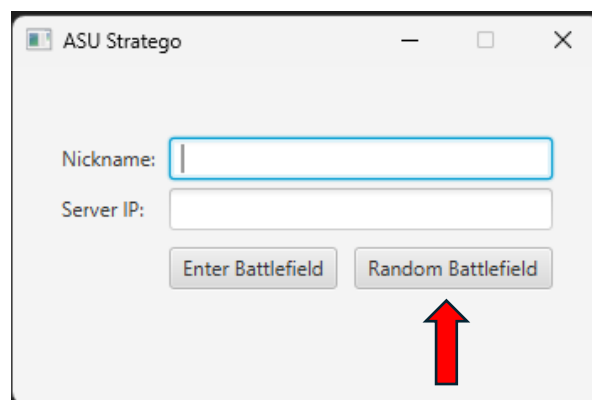 ASU Stratego
Nickname:
Server IP:
Enter Battlefield Random Battlefield